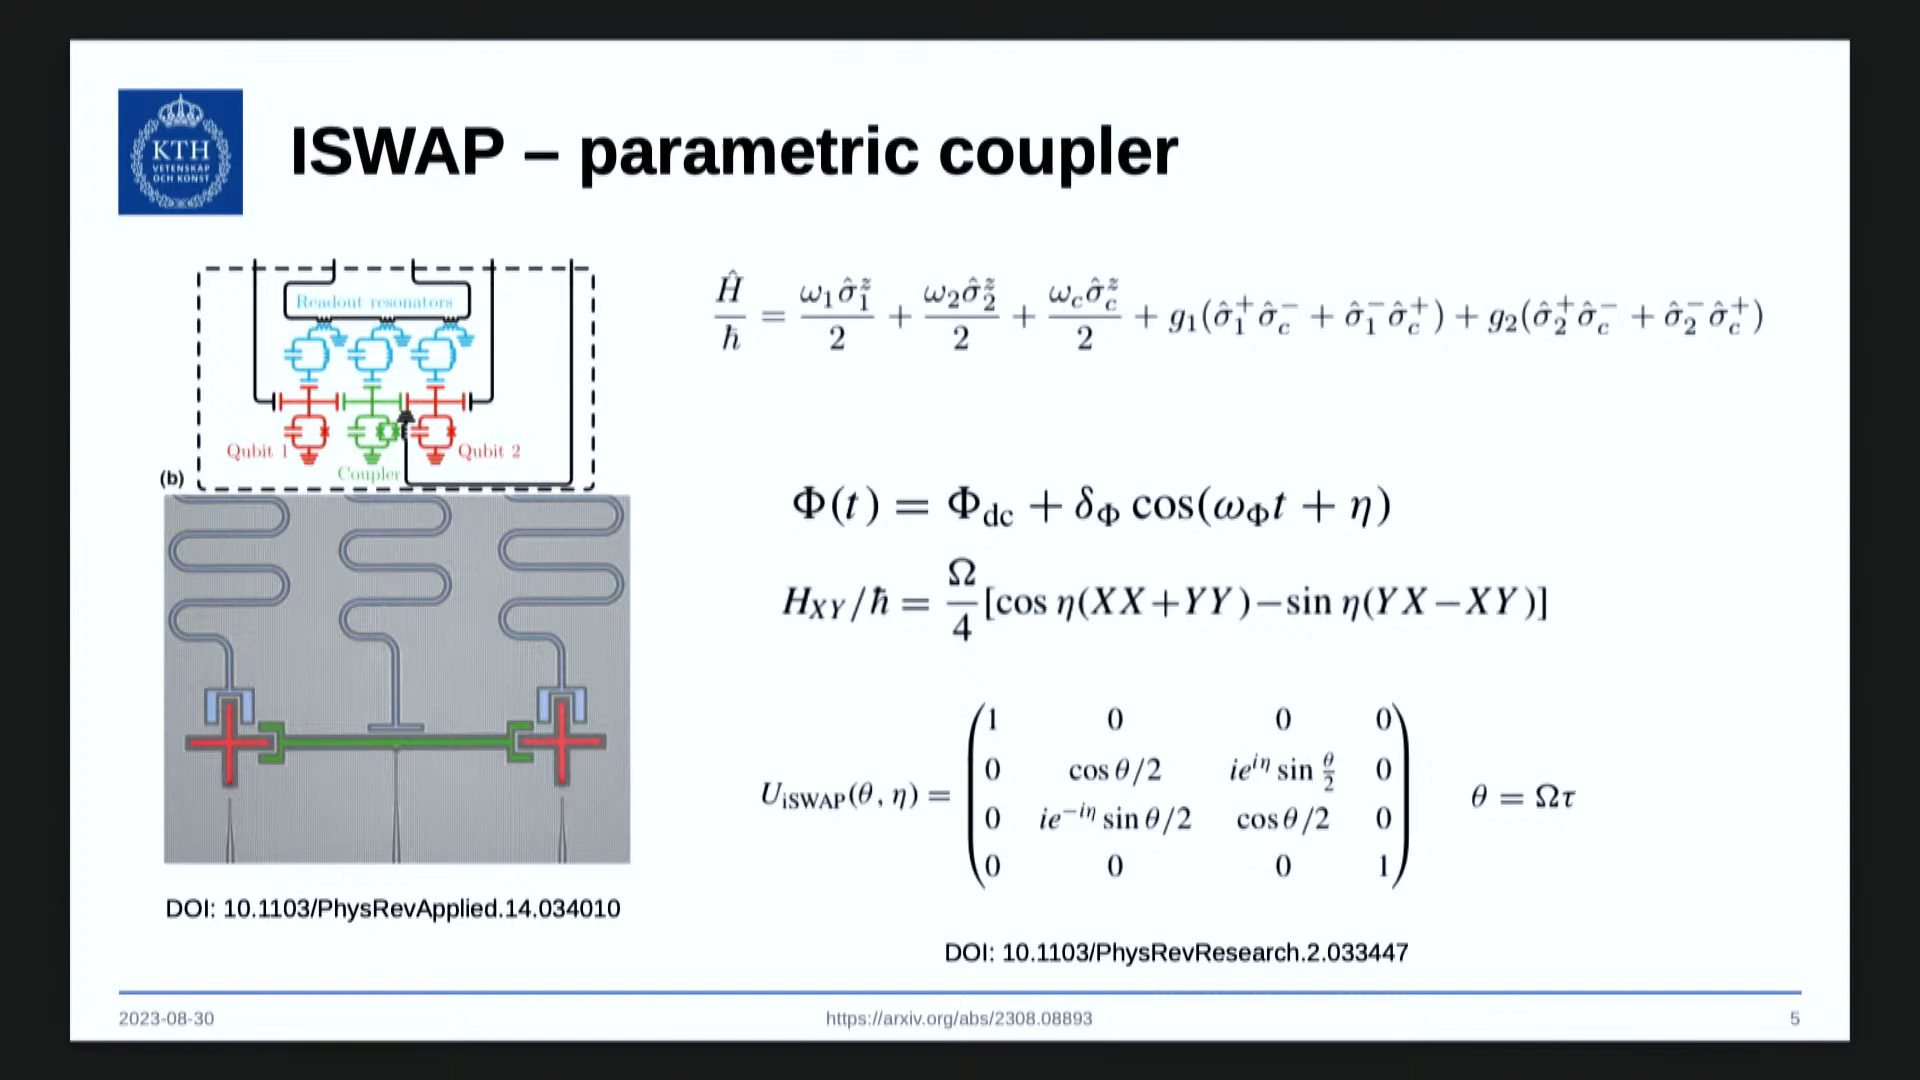 KTH
VETENSKAP
OCH KONST
ISWAP – parametric coupler
Readout resonators
Qubit 1
Qubit 2
Coupler
(b)
Ĥ/ħ = ω₁σ̂₁ᶻ/2 + ω₂σ̂₂ᶻ/2 + ω_cσ̂_cᶻ/2 + g₁(σ̂₁⁺σ̂_c⁻ + σ̂₁⁻σ̂_c⁺) + g₂(σ̂₂⁺σ̂_c⁻ + σ̂₂⁻σ̂_c⁺)
Φ(t) = Φ_dc + δ_Φ cos(ω_Φt + η)
H_XY/ħ = Ω/4 [cos η(XX+YY)−sin η(YX−XY)]
1 0 0 0
0 cos θ/2 ie^{iη} sin θ/2 0
U_iSWAP(θ, η) = θ = Ωτ
0 ie^{−iη} sin θ/2 cos θ/2 0
0 0 0 1
DOI: 10.1103/PhysRevApplied.14.034010
DOI: 10.1103/PhysRevResearch.2.033447
2023-08-30
https://arxiv.org/abs/2308.08893
5